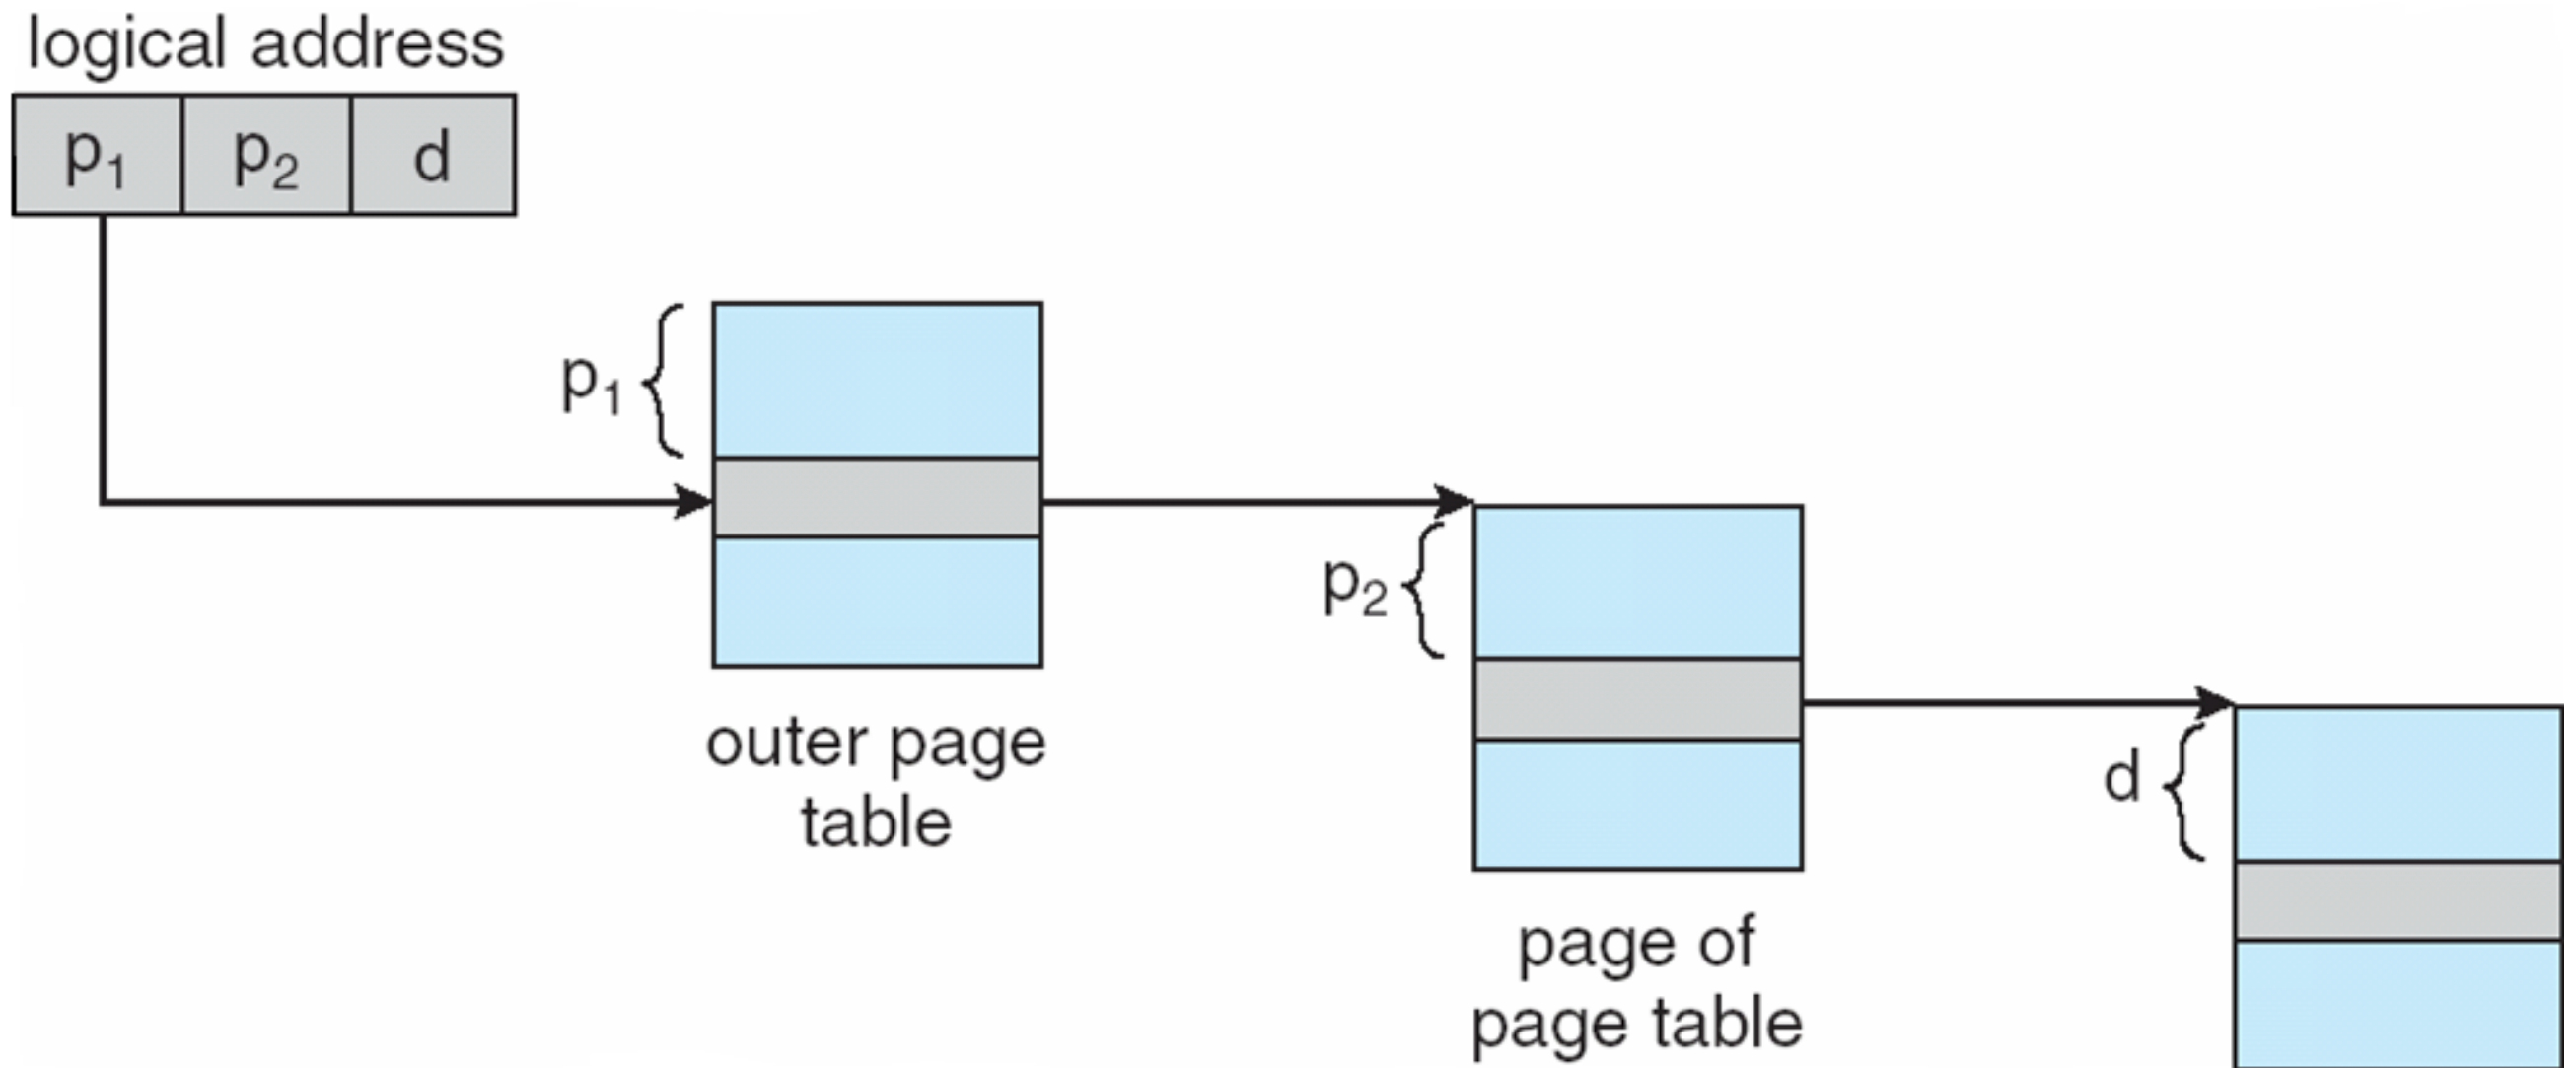 logical address
p₁ p₂ d
p₁
outer page
table
p₂
page of
page table
d